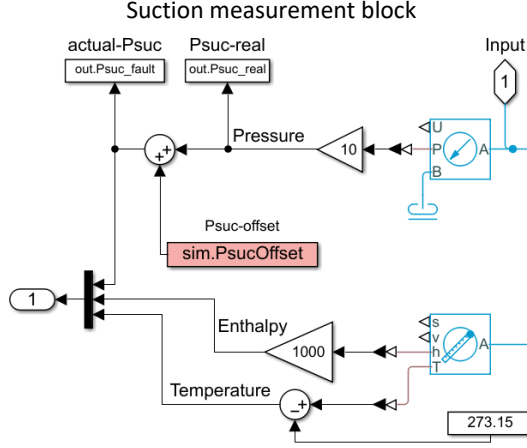 Suction measurement block
actual-Psuc
Psuc-real
Input
out.Psuc_fault
out.Psuc_real
1
U
Pressure
10
P
A
B
++
Psuc-offset
sim.PsucOffset
1
s
Enthalpy
v
1000
h
A
T
Temperature
−+
273.15